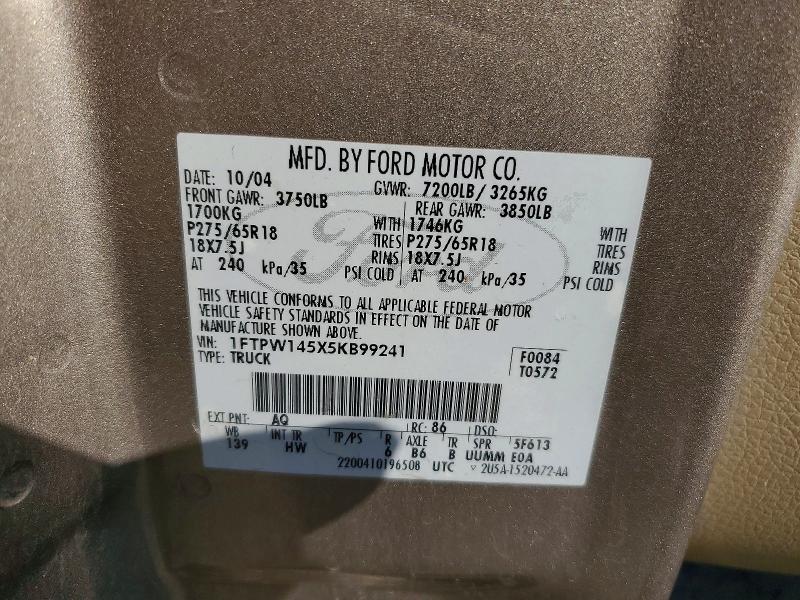 MFD. BY FORD MOTOR CO.
DATE: 10/04 GVWR: 7200LB/ 3265KG
FRONT GAWR: 3750LB REAR GAWR: 3850LB
1700KG WITH 1746KG WITH
P275/65R18 TIRES P275/65R18 TIRES
18X7.5J RIMS 18X7.5J RIMS
AT 240 kPa/35 PSI COLD AT 240 kPa/35 PSI COLD
Ford
THIS VEHICLE CONFORMS TO ALL APPLICABLE FEDERAL MOTOR
VEHICLE SAFETY STANDARDS IN EFFECT ON THE DATE OF
MANUFACTURE SHOWN ABOVE.
VIN: 1FTPW145X5KB99241
TYPE: TRUCK
F0084
T0572
EXT PNT: AQ RC: 86 DSO:
WB INT TR TP/PS R AXLE TR SPR 5F613
139 HW 6 B6 B UUMM E0A
2200410196508 UTC 2U5A-1520472-AA